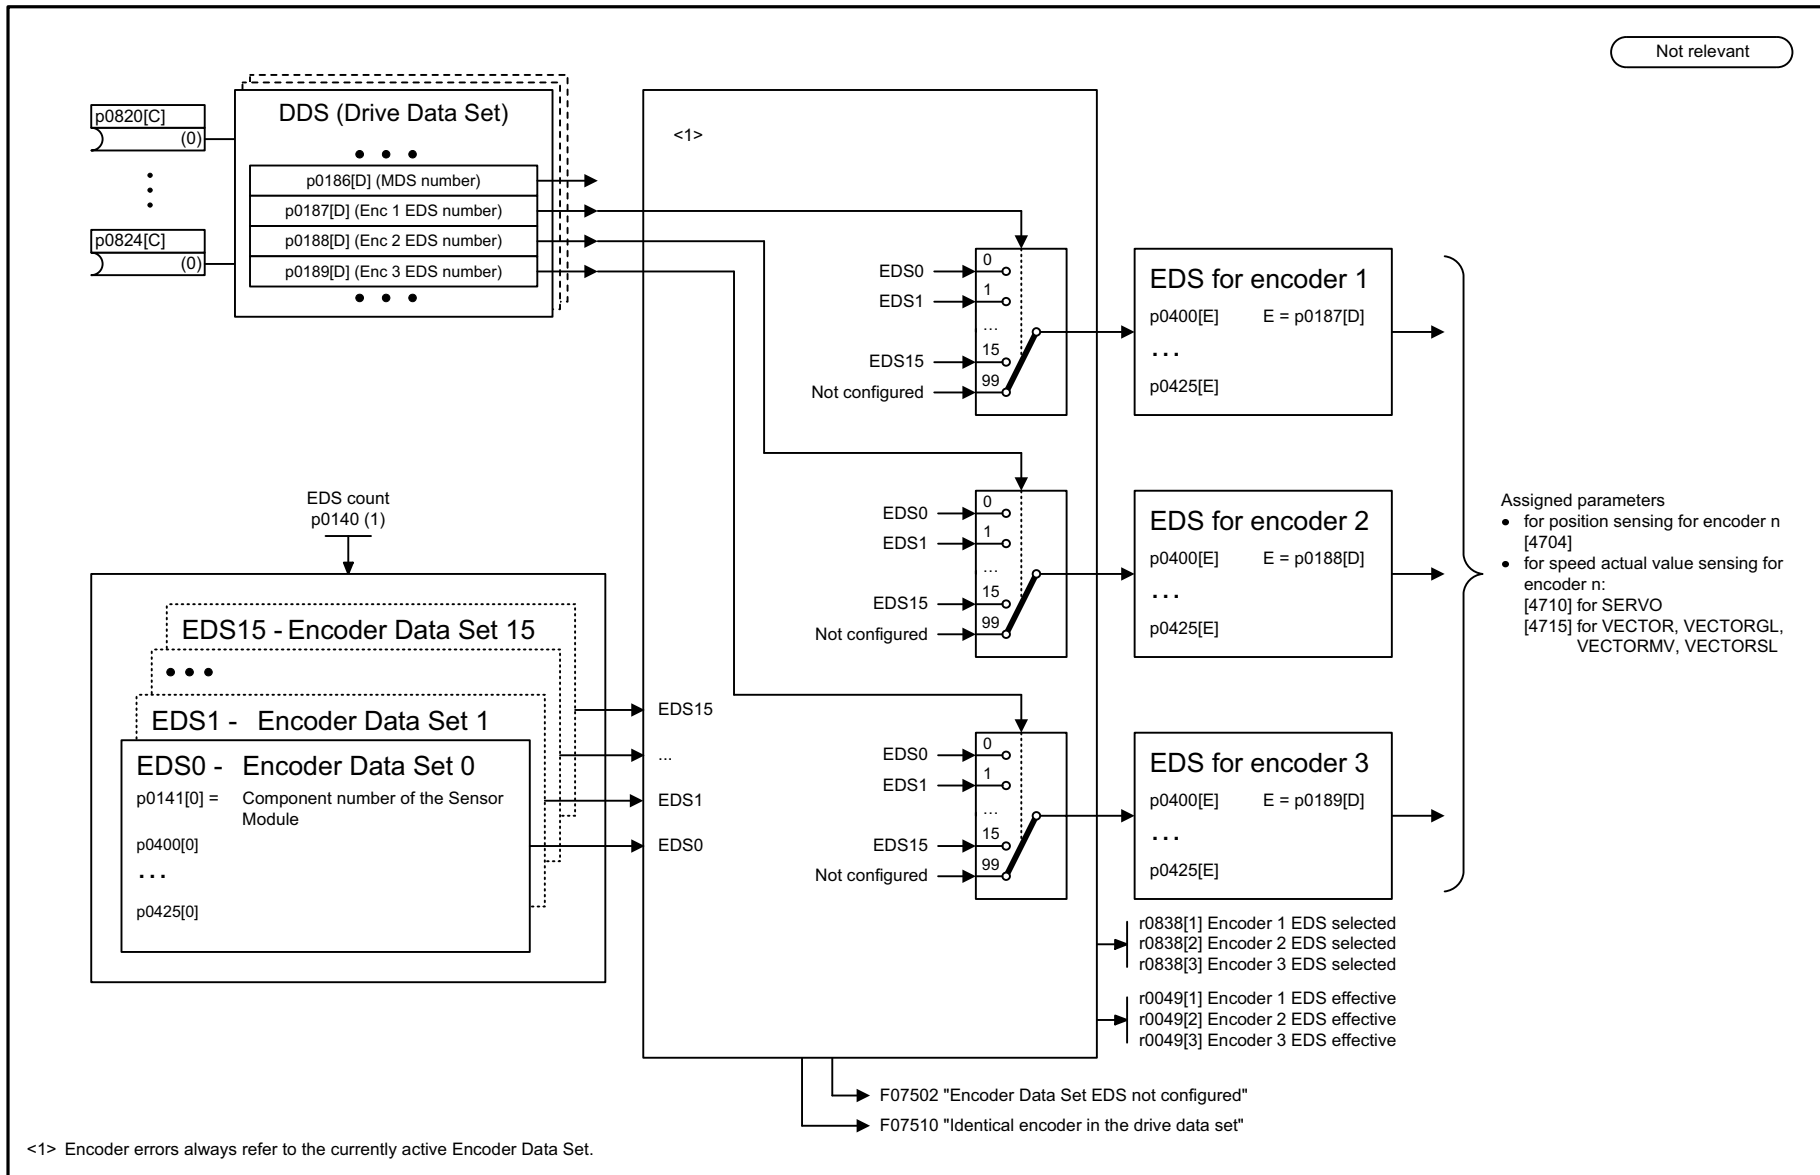 Not relevant
p0820[C]
(0)
p0824[C]
(0)
DDS (Drive Data Set)
p0186[D] (MDS number)
p0187[D] (Enc 1 EDS number)
p0188[D] (Enc 2 EDS number)
p0189[D] (Enc 3 EDS number)
<1>
EDS0
EDS1
EDS15
Not configured
0
1
...
15
99
EDS for encoder 1
p0400[E] E = p0187[D]
...
p0425[E]
EDS0
EDS1
EDS15
Not configured
0
1
...
15
99
EDS for encoder 2
p0400[E] E = p0188[D]
...
p0425[E]
EDS0
EDS1
EDS15
Not configured
0
1
...
15
99
EDS for encoder 3
p0400[E] E = p0189[D]
...
p0425[E]
Assigned parameters
• for position sensing for encoder n
[4704]
• for speed actual value sensing for
encoder n:
[4710] for SERVO
[4715] for VECTOR, VECTORGL,
VECTORMV, VECTORSL
EDS count
p0140 (1)
EDS15 - Encoder Data Set 15
EDS1 - Encoder Data Set 1
EDS0 - Encoder Data Set 0
p0141[0] = Component number of the Sensor
Module
p0400[0]
...
p0425[0]
EDS15
...
EDS1
EDS0
r0838[1] Encoder 1 EDS selected
r0838[2] Encoder 2 EDS selected
r0838[3] Encoder 3 EDS selected
r0049[1] Encoder 1 EDS effective
r0049[2] Encoder 2 EDS effective
r0049[3] Encoder 3 EDS effective
F07502 "Encoder Data Set EDS not configured"
F07510 "Identical encoder in the drive data set"
<1> Encoder errors always refer to the currently active Encoder Data Set.